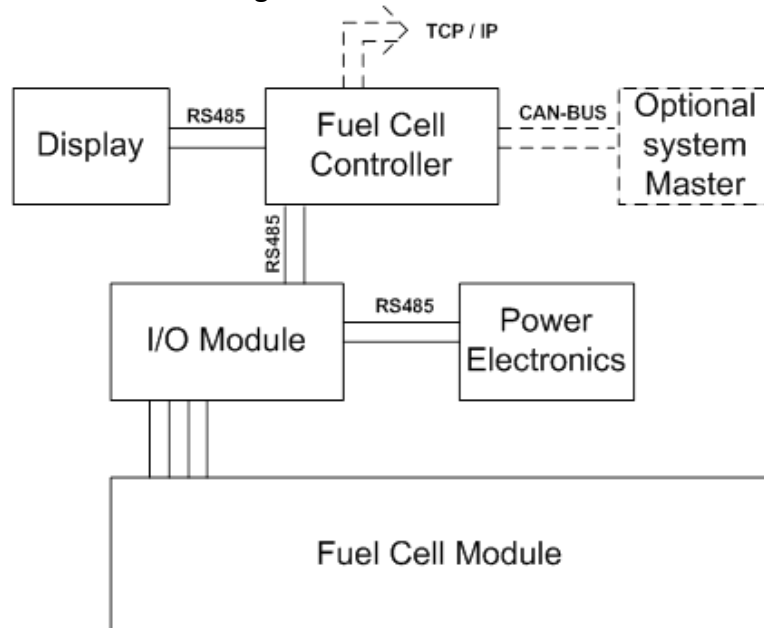 TCP / IP
Display
RS485
Fuel Cell
Controller
CAN-BUS
Optional
system
Master
RS485
I/O Module
RS485
Power
Electronics
Fuel Cell Module